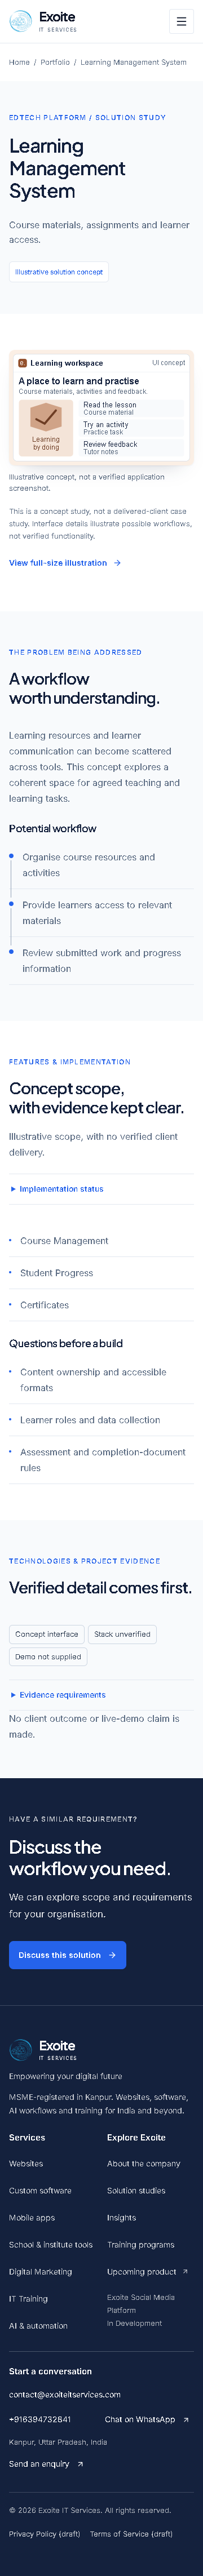 Exoite
IT SERVICES
Home / Portfolio / Learning Management System
EDTECH PLATFORM / SOLUTION STUDY
Learning
Management
System
Course materials, assignments and learner
access.
Illustrative solution concept
Learning workspace
UI concept
A place to learn and practise
Course materials, activities and feedback
Learning
by doing
Read the lesson
Course material
Try an activity
Practice task
Review feedback
Tutor notes
Illustrative concept, not a verified application
screenshot.
This is a concept study, not a delivered-client case
study. Interface details illustrate possible workflows,
not verified functionality.
View full-size illustration →
THE PROBLEM BEING ADDRESSED
A workflow
worth understanding.
Learning resources and learner
communication can become scattered
across tools. This concept explores a
coherent space for agreed teaching and
learning tasks.
Potential workflow
Organise course resources and
activities
Provide learners access to relevant
materials
Review submitted work and progress
information
FEATURES & IMPLEMENTATION
Concept scope,
with evidence kept clear.
Illustrative scope, with no verified client
delivery.
▶ Implementation status
Course Management
Student Progress
Certificates
Questions before a build
Content ownership and accessible
formats
Learner roles and data collection
Assessment and completion-document
rules
TECHNOLOGIES & PROJECT EVIDENCE
Verified detail comes first.
Concept interface
Stack unverified
Demo not supplied
▶ Evidence requirements
No client outcome or live-demo claim is
made.
HAVE A SIMILAR REQUIREMENT?
Discuss the
workflow you need.
We can explore scope and requirements
for your organisation.
Discuss this solution →
Exoite
IT SERVICES
Empowering your digital future
MSME-registered in Kanpur. Websites, software,
AI workflows and training for India and beyond.
Services
Websites
Custom software
Mobile apps
School & institute tools
Digital Marketing
IT Training
AI & automation
Explore Exoite
About the company
Solution studies
Insights
Training programs
Upcoming product ↗
Exoite Social Media
Platform
In Development
Start a conversation
contact@exoiteitservices.com
+916394732841
Chat on WhatsApp ↗
Kanpur, Uttar Pradesh, India
Send an enquiry ↗
© 2026 Exoite IT Services. All rights reserved.
Privacy Policy (draft)
Terms of Service (draft)